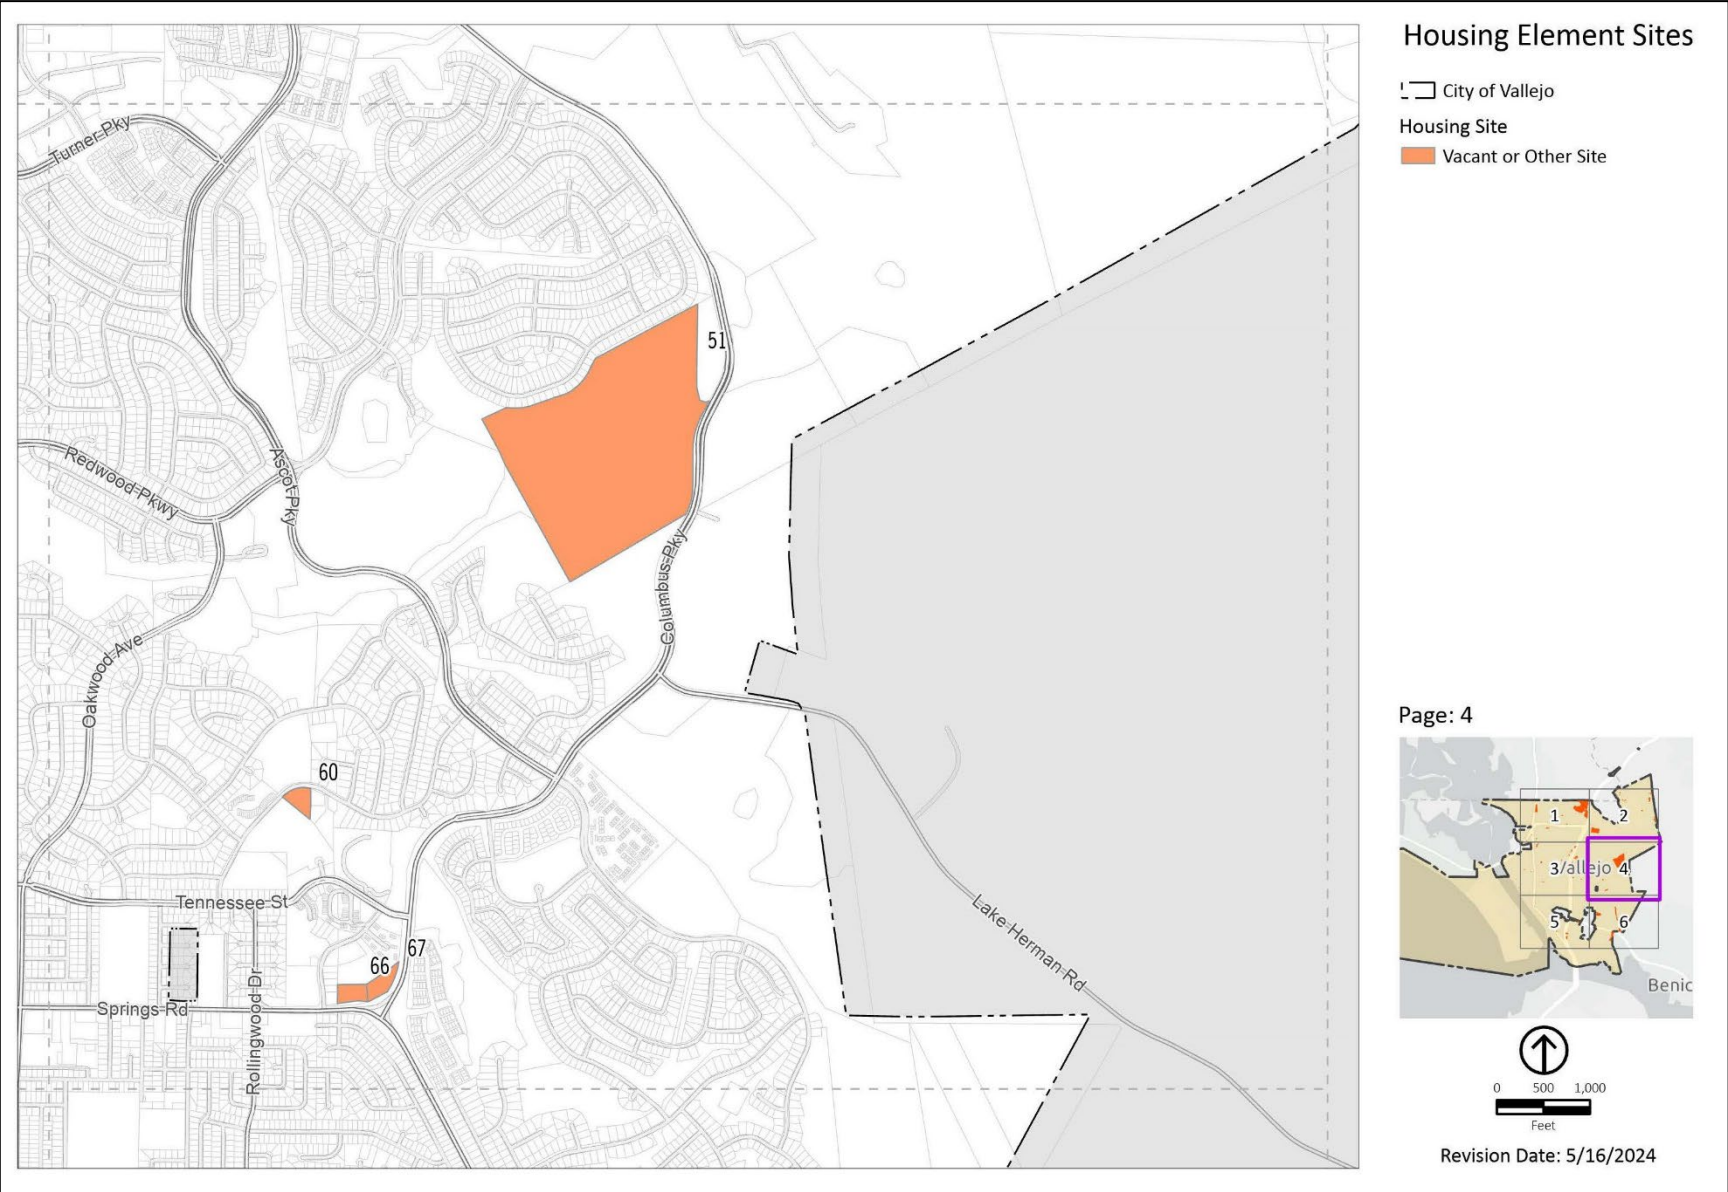 Housing Element Sites
City of Vallejo
Housing Site
Vacant or Other Site
Turner Pky
51
Redwood Pkwy
Ascot Pky
Columbus Pky
Oakwood Ave
60
Tennessee St
67
66
Springs Rd
Rollingwood Dr
Lake Herman Rd
Page: 4
1
2
3
Vallejo
4
5
6
Benic
0 500 1,000
Feet
Revision Date: 5/16/2024